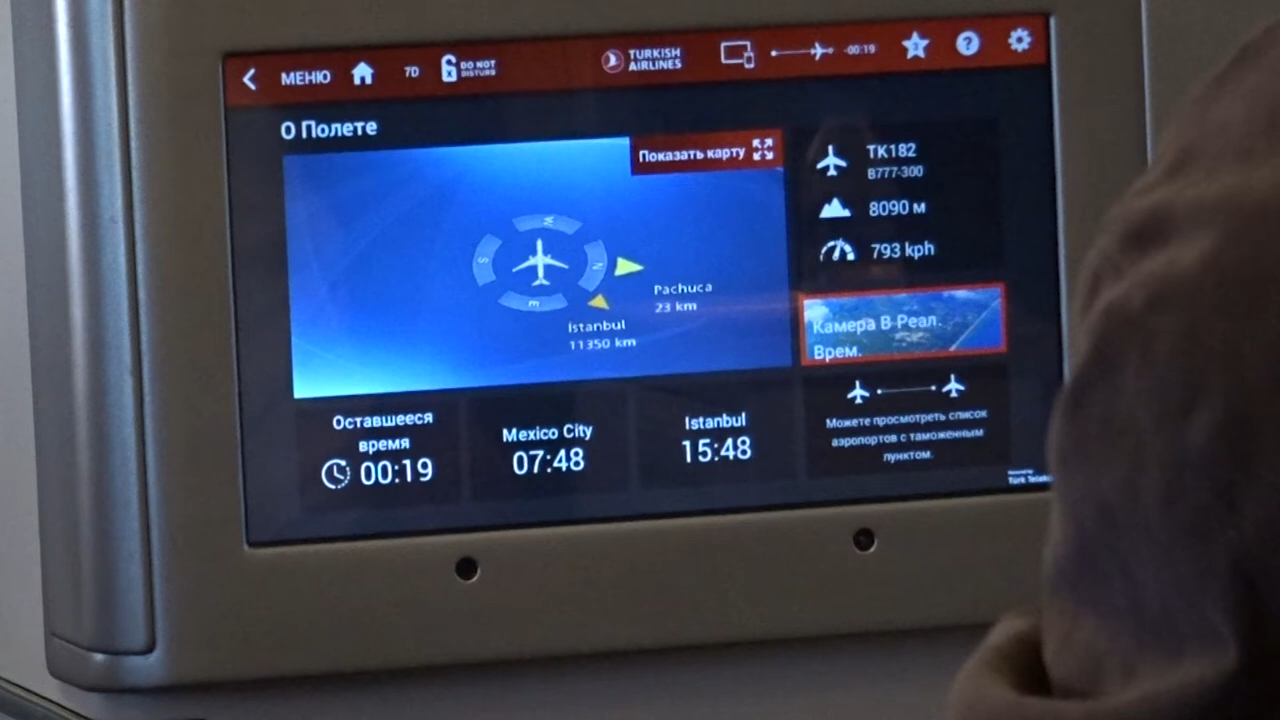 МЕНЮ
7D
DO NOT
DISTURB
TURKISH
AIRLINES
-00:19
?
О Полете
Показать карту
W
S
N
E
Pachuca
23 km
İstanbul
11350 km
TK182
B777-300
8090 м
793 kph
Камера В Реал.
Врем.
Оставшееся
время
00:19
Mexico City
07:48
Istanbul
15:48
Можете просмотреть список
аэропортов с таможенным
пунктом.
Türk Telekom